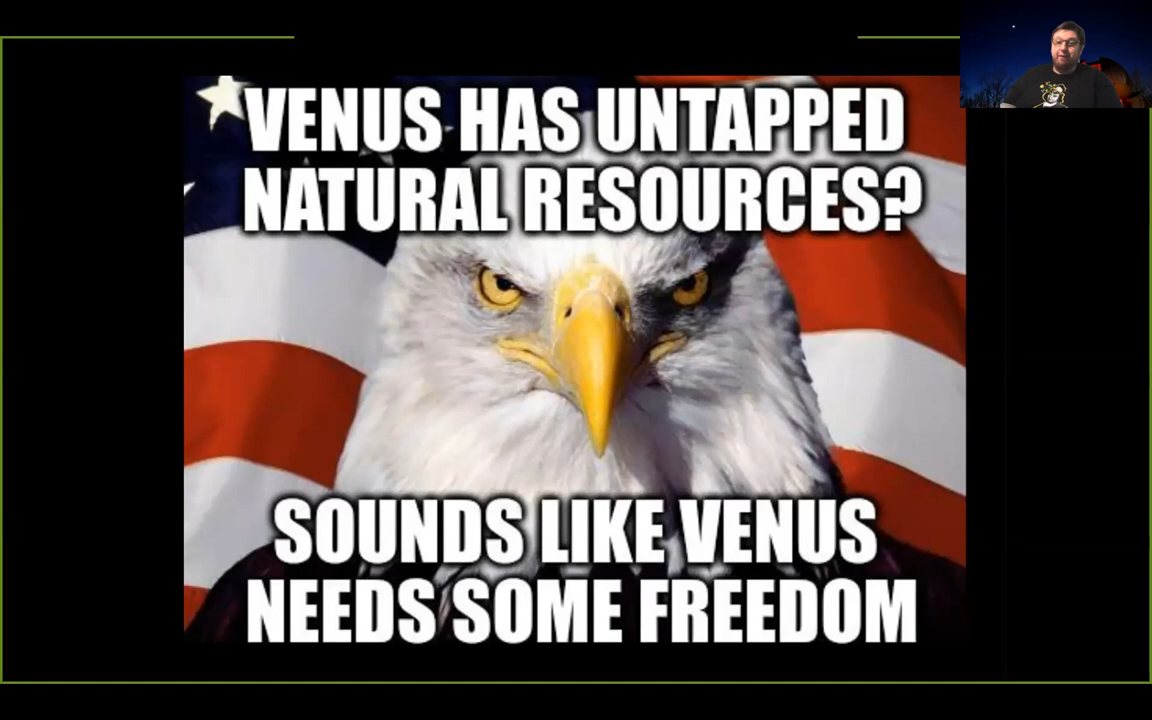 VENUS HAS UNTAPPED
NATURAL RESOURCES?
SOUNDS LIKE VENUS
NEEDS SOME FREEDOM